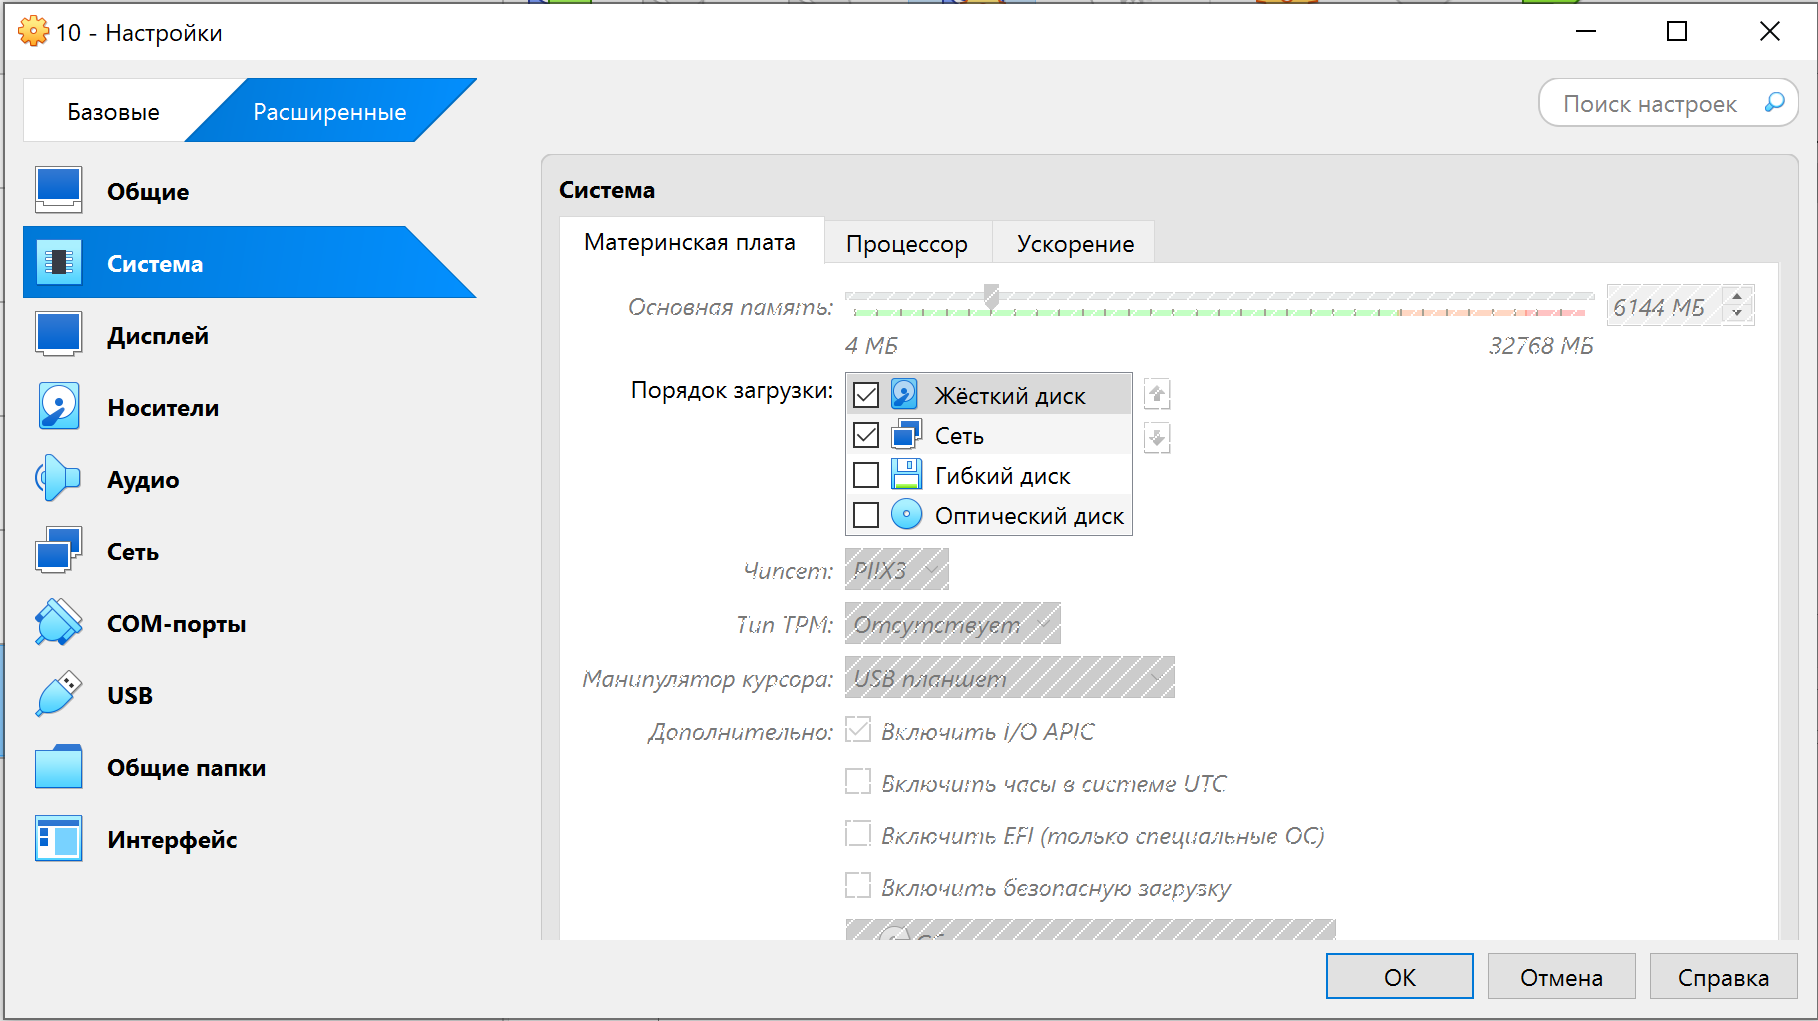 10 - Настройки
Базовые
Расширенные
Поиск настроек
Общие
Система
Дисплей
Носители
Аудио
Сеть
COM-порты
USB
Общие папки
Интерфейс
Система
Материнская плата
Процессор
Ускорение
Основная память:
6144 МБ
4 МБ
32768 МБ
Порядок загрузки:
Жёсткий диск
Сеть
Гибкий диск
Оптический диск
Чипсет:
PIIX3
Тип TPM:
Отсутствует
Манипулятор курсора:
USB планшет
Дополнительно:
Включить I/O APIC
Включить часы в системе UTC
Включить EFI (только специальные ОС)
Включить безопасную загрузку
OK
Отмена
Справка